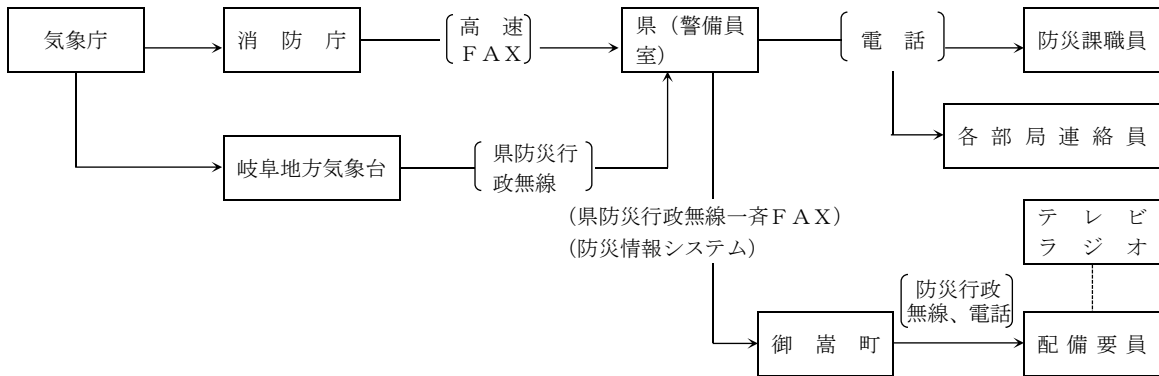 気象庁
消防庁
高速
ＦＡＸ
県（警備員
室）
電話
防災課職員
各部局連絡員
岐阜地方気象台
県防災行
政無線
（県防災行政無線一斉ＦＡＸ）
（防災情報システム）
テレビ
ラジオ
防災行政
無線、電話
御嵩町
配備要員